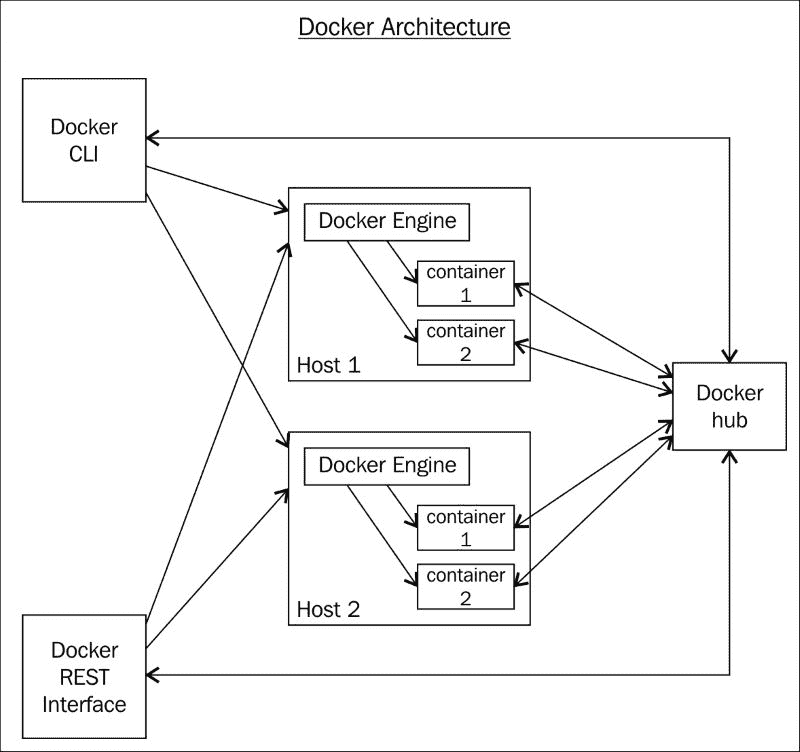 Docker Architecture
Docker
CLI
Docker Engine
container
1
container
2
Host 1
Docker
hub
Docker Engine
container
1
container
2
Host 2
Docker
REST
Interface